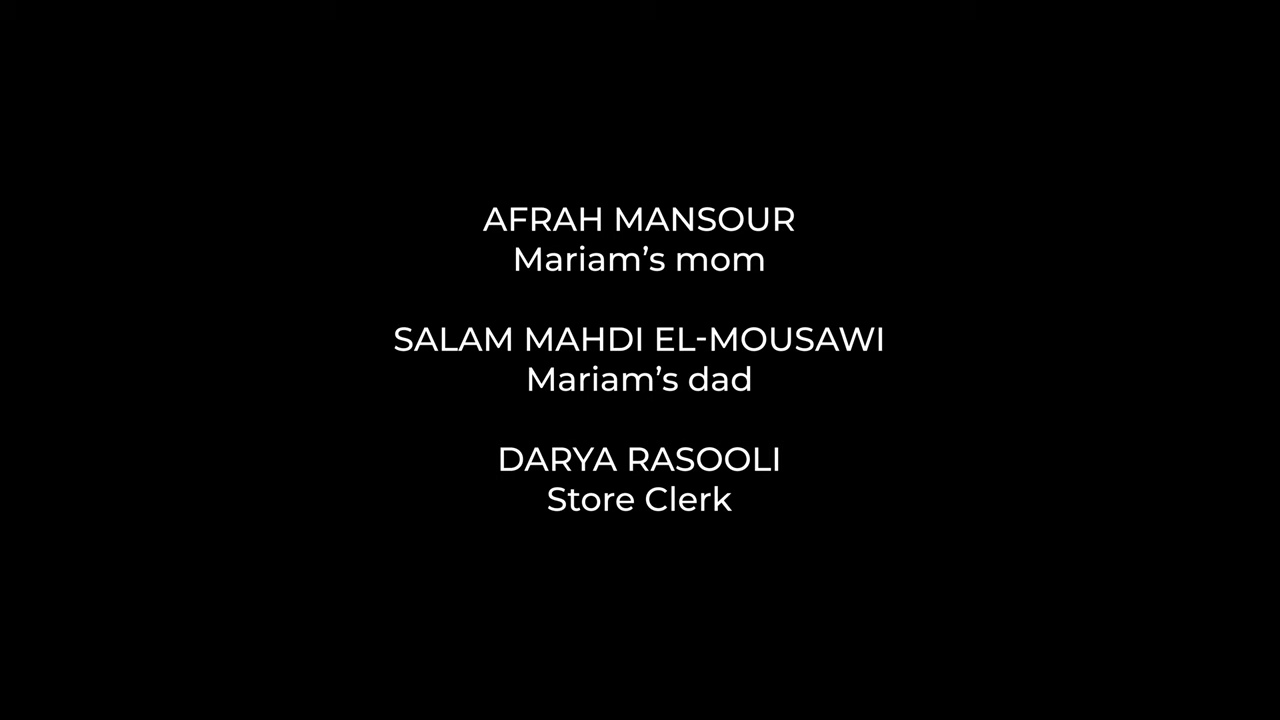 AFRAH MANSOUR
Mariam’s mom
SALAM MAHDI EL-MOUSAWI
Mariam’s dad
DARYA RASOOLI
Store Clerk